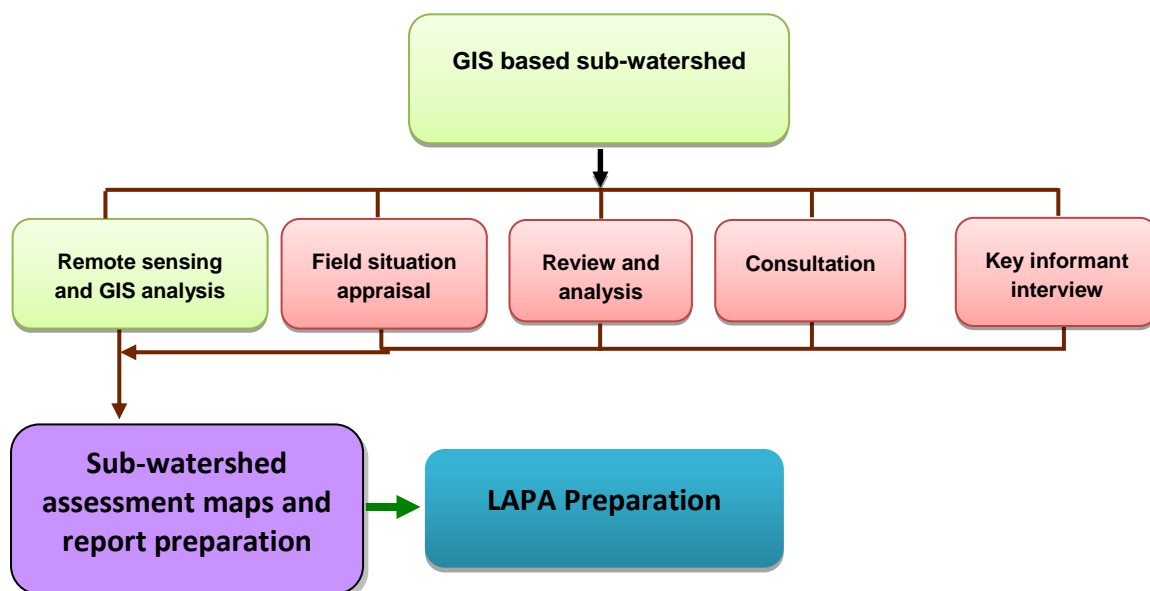 GIS based sub-watershed
Remote sensing
and GIS analysis
Field situation
appraisal
Review and
analysis
Consultation
Key informant
interview
Sub-watershed
assessment maps and
report preparation
LAPA Preparation